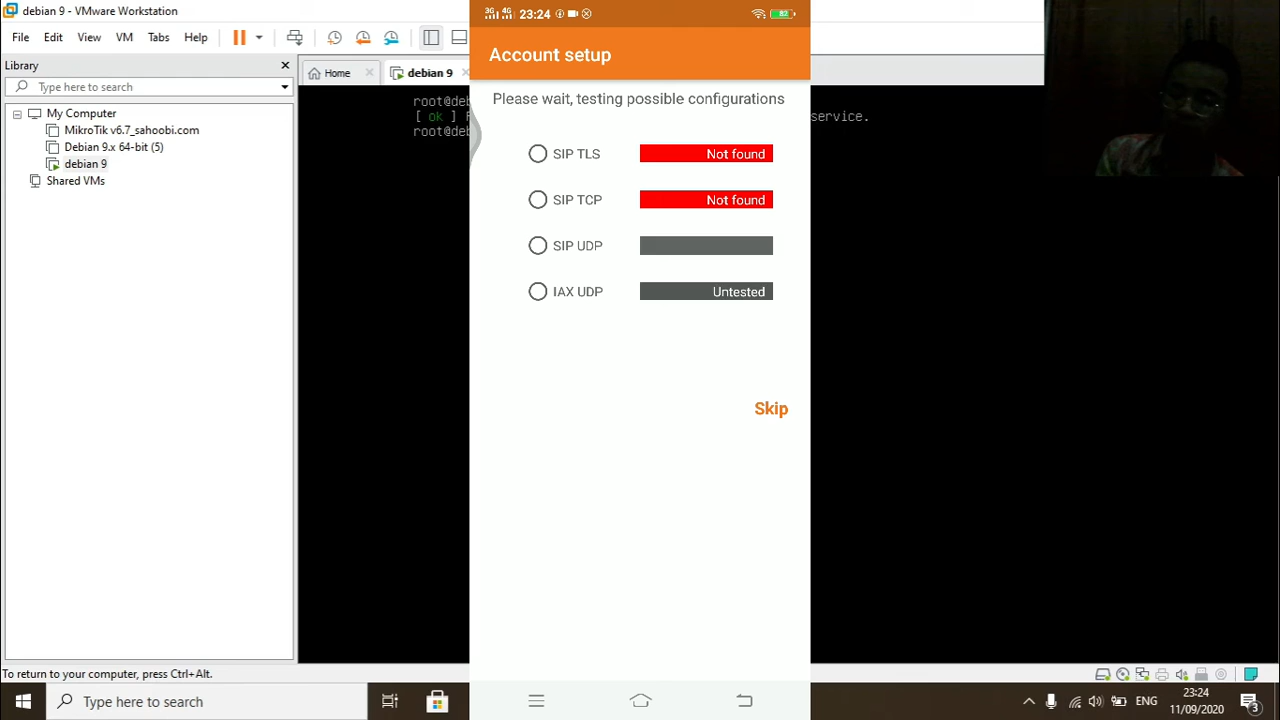 debian 9 - VMware Workstation
File Edit View VM Tabs Help
Library
Type here to search
My Computer
MikroTik v6.7_sahoobi.com
Debian 9.x 64-bit (5)
debian 9
Shared VMs
Home
debian 9
root@deb
[ ok ]
service.
root@deb
3G 4G 23:24
82
Account setup
Please wait, testing possible configurations
SIP TLS Not found
SIP TCP Not found
SIP UDP
IAX UDP Untested
Skip
To return to your computer, press Ctrl+Alt.
Type here to search
ENG
23:24
11/09/2020
3